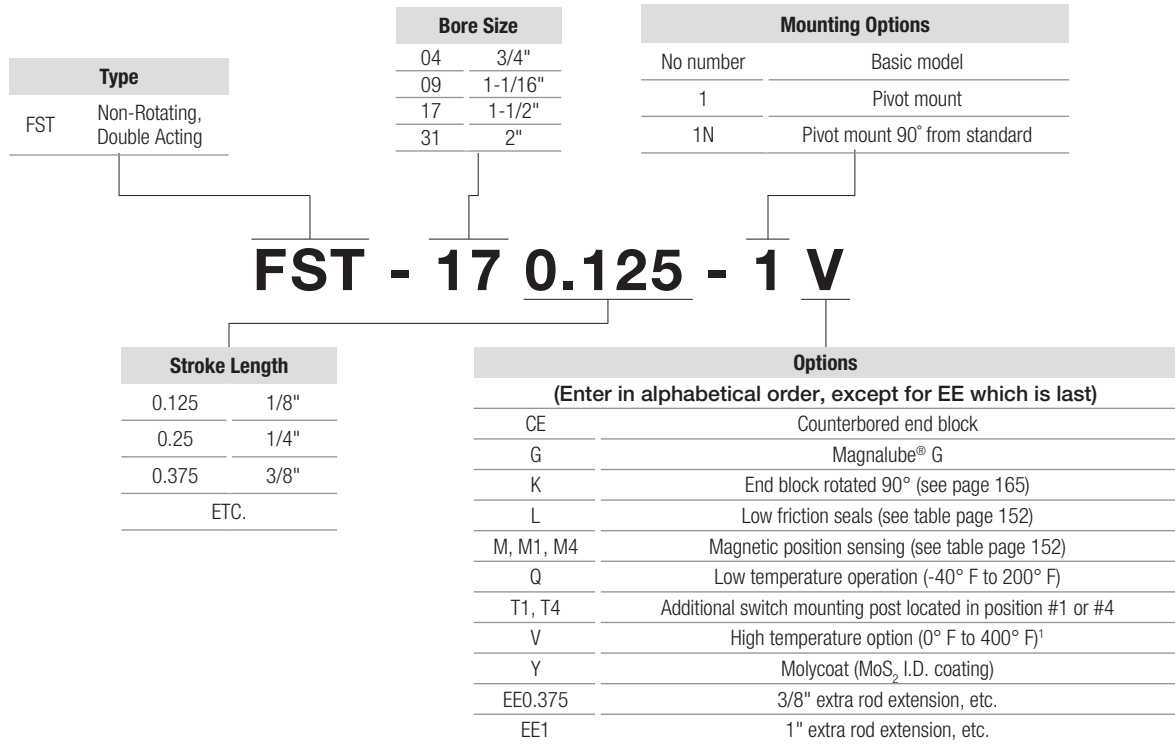 Type
FST Non-Rotating,
Double Acting
Bore Size
04 3/4"
09 1-1/16"
17 1-1/2"
31 2"
Mounting Options
No number Basic model
1 Pivot mount
1N Pivot mount 90° from standard
FST - 17 0.125 - 1 V
Stroke Length
0.125 1/8"
0.25 1/4"
0.375 3/8"
ETC.
Options
(Enter in alphabetical order, except for EE which is last)
CE Counterbored end block
G Magnalube® G
K End block rotated 90° (see page 165)
L Low friction seals (see table page 152)
M, M1, M4 Magnetic position sensing (see table page 152)
Q Low temperature operation (-40° F to 200° F)
T1, T4 Additional switch mounting post located in position #1 or #4
V High temperature option (0° F to 400° F)¹
Y Molycoat (MoS₂ I.D. coating)
EE0.375 3/8" extra rod extension, etc.
EE1 1" extra rod extension, etc.